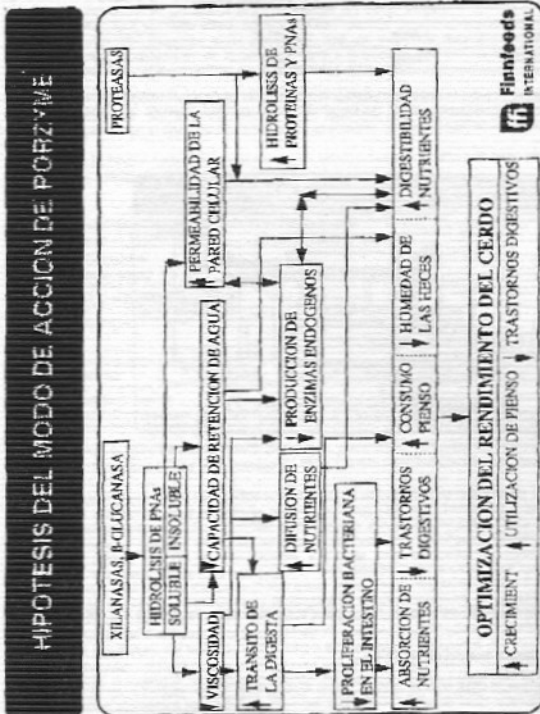 HIPOTESIS DEL MODO DE ACCION DE PORZYME
XILANASAS, B-GLUCANASA
PROTEASAS
HIDROLISIS DE PNAs
SOLUBLE INSOLUBLE
PERMEABILIDAD DE LA
PARED CELULAR
VISCOSIDAD
CAPACIDAD DE RETENCION DE AGUA
HIDROLISIS DE
PROTEINAS Y PNAs
TRANSITO DE
LA DIGESTA
DIFUSION DE
NUTRIENTES
PRODUCCION DE
ENZIMAS ENDOGENOS
PROLIFERACION BACTERIANA
EN EL INTESTINO
ABSORCION DE
NUTRIENTES
TRASTORNOS
DIGESTIVOS
CONSUMO
PIENSO
HUMEDAD DE
LAS HECES
DIGESTIBILIDAD
NUTRIENTES
OPTIMIZACION DEL RENDIMIENTO DEL CERDO
CRECIMIENT UTILIZACION DE PIENSO TRASTORNOS DIGESTIVOS
ffi Finnfeeds
INTERNATIONAL